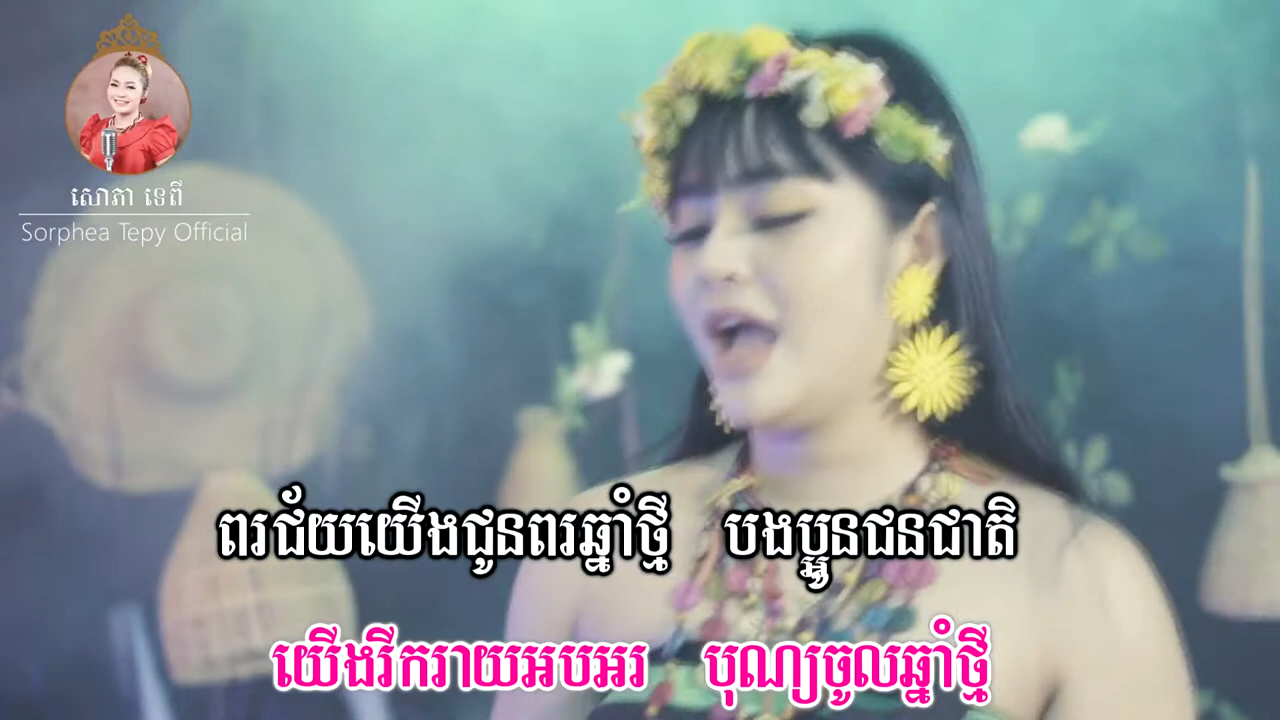 សោភា ទេពី
Sorphea Tepy Official
ពរជ័យយើងជូនពរឆ្នាំថ្មី បងប្អូនជនជាតិ
យើងរីករាយអបអរ បុណ្យចូលឆ្នាំថ្មី